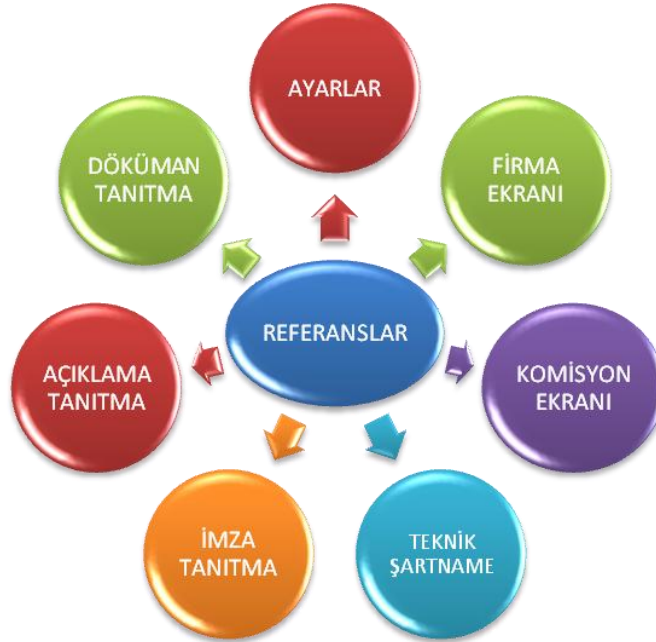 AYARLAR
DÖKÜMAN
TANITMA
FİRMA
EKRANI
REFERANSLAR
AÇIKLAMA
TANITMA
KOMİSYON
EKRANI
İMZA
TANITMA
TEKNİK
ŞARTNAME